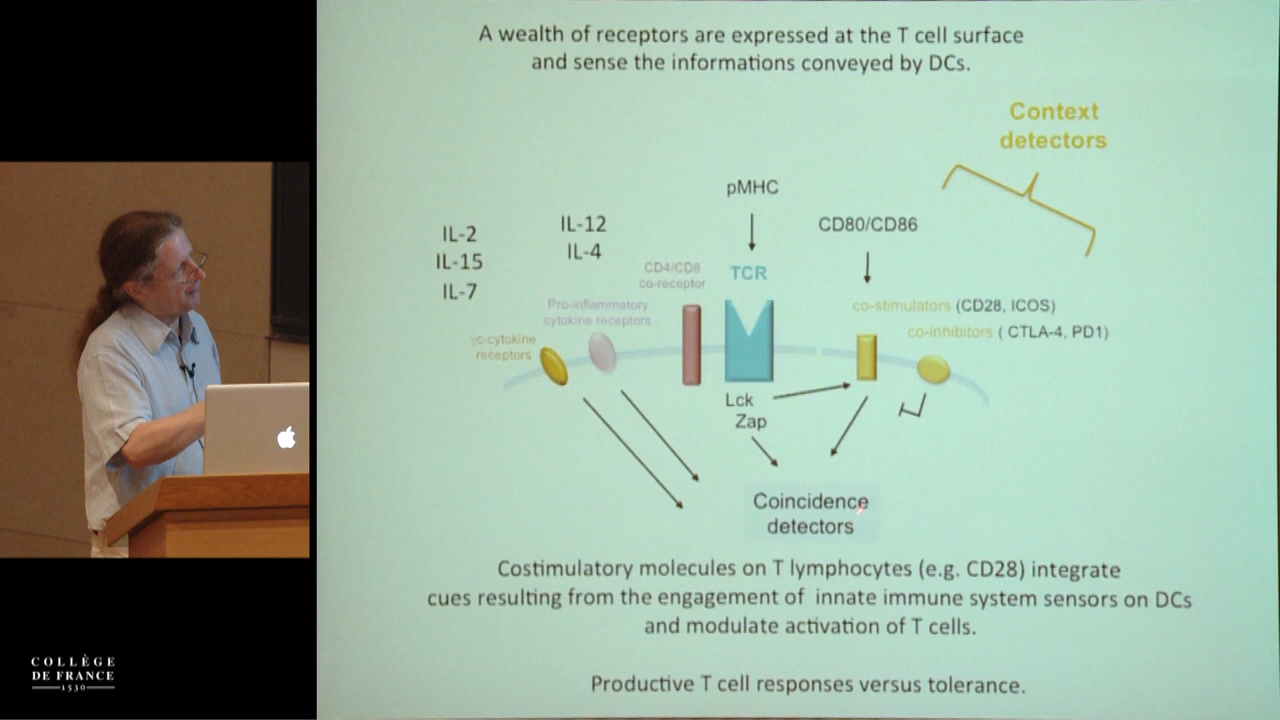 A wealth of receptors are expressed at the T cell surface
and sense the informations conveyed by DCs.
Context
detectors
pMHC
CD80/CD86
IL-2
IL-15
IL-7
IL-12
IL-4
CD4/CD8
co-receptor
TCR
Pro-inflammatory
cytokine receptors
γc-cytokine
receptors
co-stimulators (CD28, ICOS)
co-inhibitors ( CTLA-4, PD1)
Lck
Zap
Coincidence
detectors
Costimulatory molecules on T lymphocytes (e.g. CD28) integrate
cues resulting from the engagement of innate immune system sensors on DCs
and modulate activation of T cells.
Productive T cell responses versus tolerance.
COLLÈGE
DE FRANCE
1530